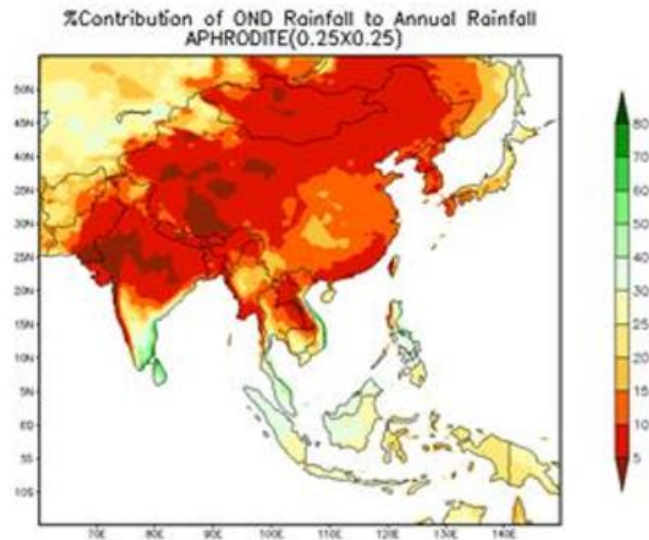 %Contribution of OND Rainfall to Annual Rainfall
APHRODITE(0.25X0.25)
50N
45N
40N
35N
30N
25N
20N
15N
10N
5N
EQ
5S
10S
70E 80E 90E 100E 110E 120E 130E 140E
80
70
60
50
40
30
25
20
15
10
5